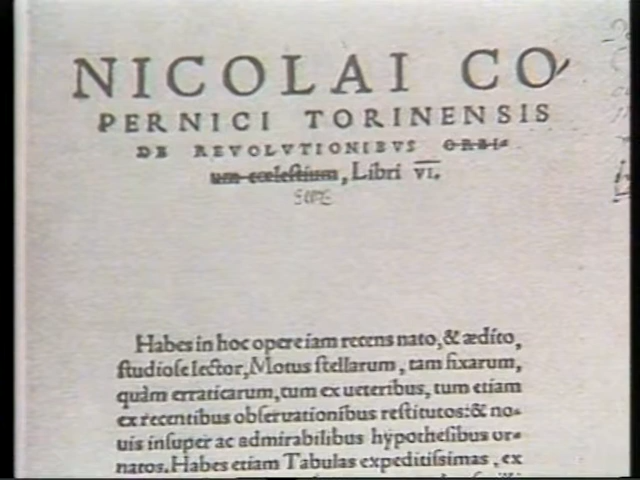 NICOLAI CO-
PERNICI TORINENSIS
DE REVOLVTIONIBVS ORBI=
um cœlestium, Libri VI.
Habes in hoc opere iam recens nato, & ædito,
studiose lector, Motus stellarum, tam fixarum,
quàm erraticarum, cum ex ueteribus, tum etiam
ex recentibus obseruationibus restitutos: & no=
uis insuper ac admirabilibus hypothesibus or=
natos. Habes etiam Tabulas expeditissimas, ex